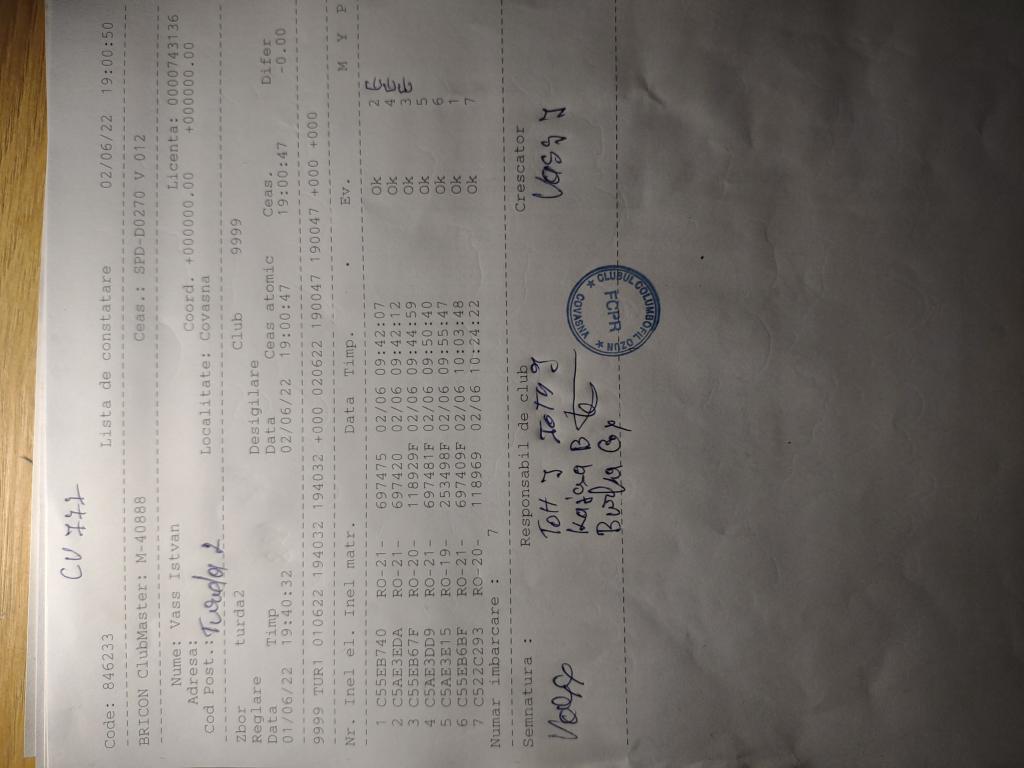 CV 777
Code: 846233 Lista de constatare 02/06/22 19:00:50
BRICON ClubMaster: M-40888 Ceas.: SPD-D0270 V 012
Nume: Vass Istvan Licenta: 0000743136
Adresa: Coord. +000000.00 +000000.00
Cod Post.: Turda 2 Localitate: Covasna
Zbor turda2 Club 9999
Reglare Desigilare
Data Timp Data Ceas atomic Ceas. Difer
01/06/22 19:40:32 02/06/22 19:00:47 19:00:47 -0.00
9999 TUR1 010622 194032 194032 +000 020622 190047 190047 +000 +000
Nr. Inel el. Inel matr. Data Timp. . Ev. M Y P
1 C55EB740 RO-21- 697475 02/06 09:42:07 Ok 2 E
2 C5AE3EDA RO-21- 697420 02/06 09:42:12 Ok 4 E
3 C55EB67F RO-20- 118929F 02/06 09:44:59 Ok 3 E
4 C5AE3DD9 RO-21- 697481F 02/06 09:50:40 Ok 5
5 C5AE3E15 RO-19- 253498F 02/06 09:55:47 Ok 6
6 C55EB6BF RO-21- 697409F 02/06 10:03:48 Ok 1
7 C522C293 RO-20- 118969 02/06 10:24:22 Ok 7
Numar imbarcare : 7
Semnatura : Responsabil de club Crescator
Toth J Vass I
B
CLUBUL COLUMBOFIL OZUN
FCPR
COVASNA